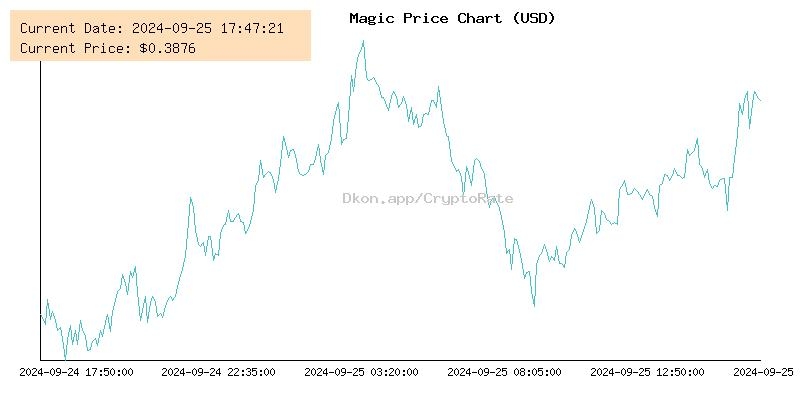 Magic Price Chart (USD)
Current Date: 2024-09-25 17:47:21
Current Price: $0.3876
Dkon.app/CryptoRate
2024-09-24 17:50:00
2024-09-24 22:35:00
2024-09-25 03:20:00
2024-09-25 08:05:00
2024-09-25 12:50:00
2024-09-25